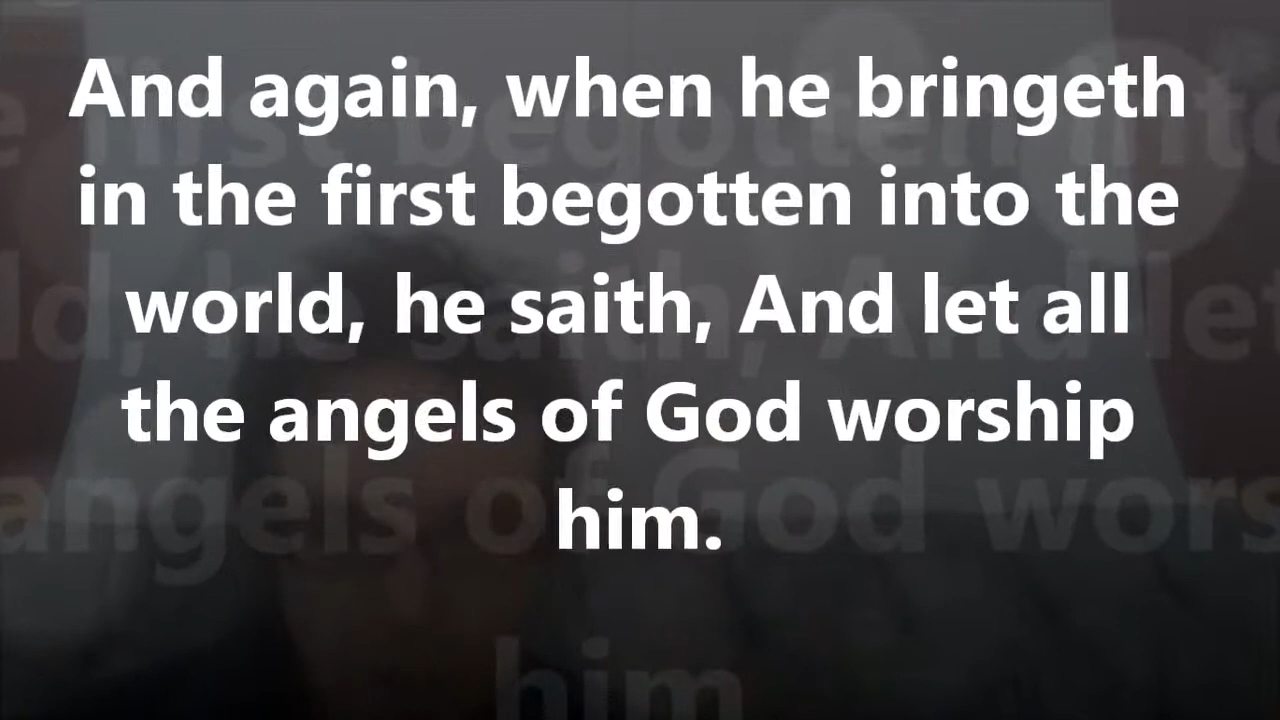 And again, when he bringeth
in the first begotten into the
world, he saith, And let all
the angels of God worship
him.